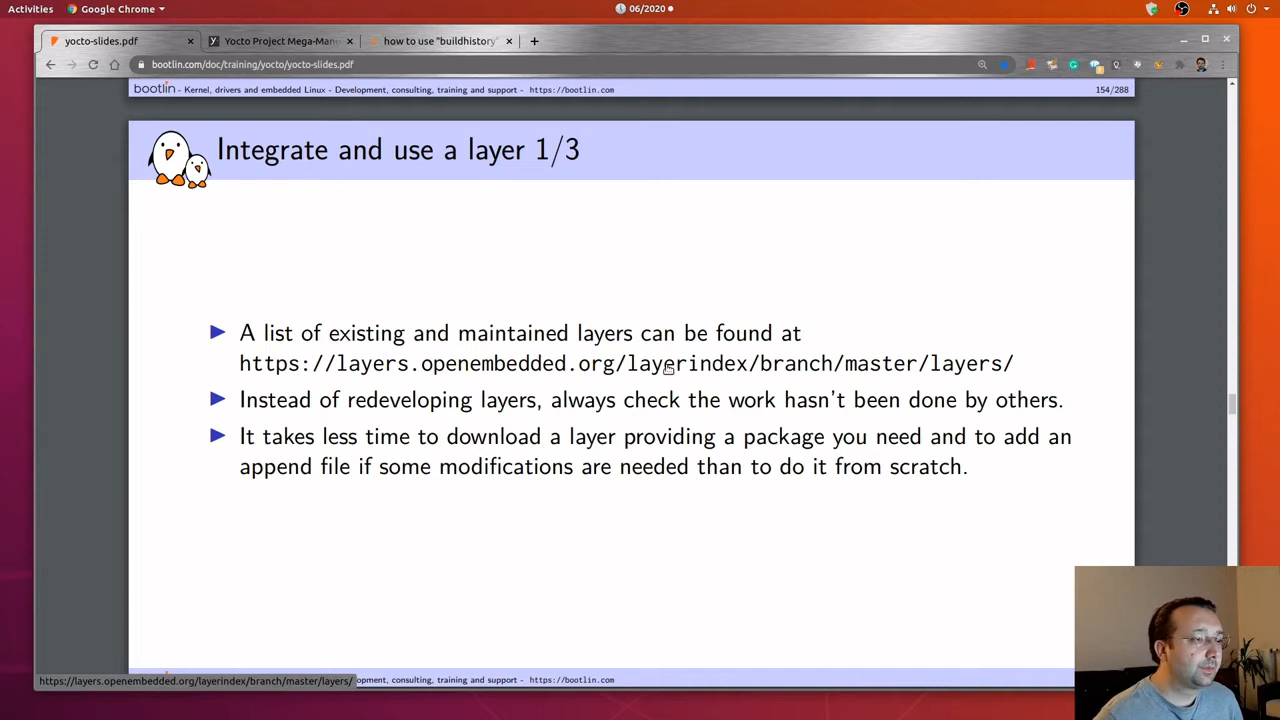 Activities
Google Chrome
06/2020
yocto-slides.pdf
Yocto Project Mega-Man
how to use "buildhistory"
bootlin.com/doc/training/yocto/yocto-slides.pdf
bootlin - Kernel, drivers and embedded Linux - Development, consulting, training and support - https://bootlin.com
154/288
Integrate and use a layer 1/3
▶ A list of existing and maintained layers can be found at
https://layers.openembedded.org/layerindex/branch/master/layers/
▶ Instead of redeveloping layers, always check the work hasn't been done by others.
▶ It takes less time to download a layer providing a package you need and to add an
append file if some modifications are needed than to do it from scratch.
https://layers.openembedded.org/layerindex/branch/master/layers/
opment, consulting, training and support - https://bootlin.com